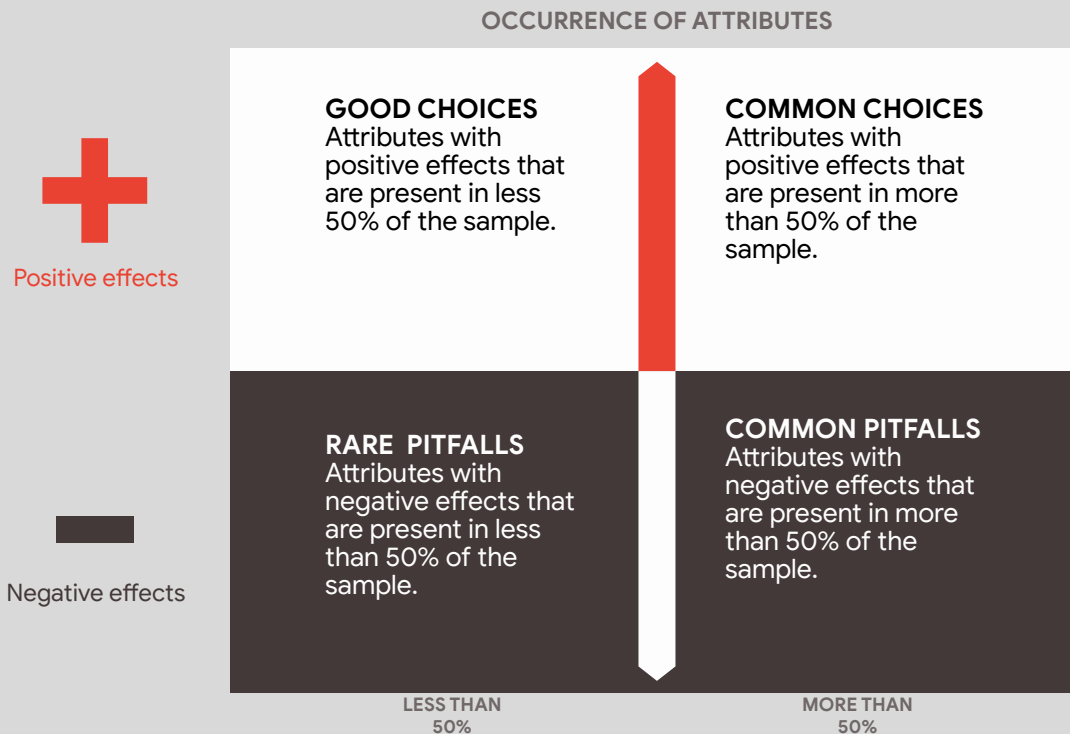 OCCURRENCE OF ATTRIBUTES
GOOD CHOICES
Attributes with
positive effects that
are present in less
50% of the sample.
COMMON CHOICES
Attributes with
positive effects that
are present in more
than 50% of the
sample.
Positive effects
RARE PITFALLS
Attributes with
negative effects that
are present in less
than 50% of the
sample.
COMMON PITFALLS
Attributes with
negative effects that
are present in more
than 50% of the
sample.
Negative effects
LESS THAN
50%
MORE THAN
50%